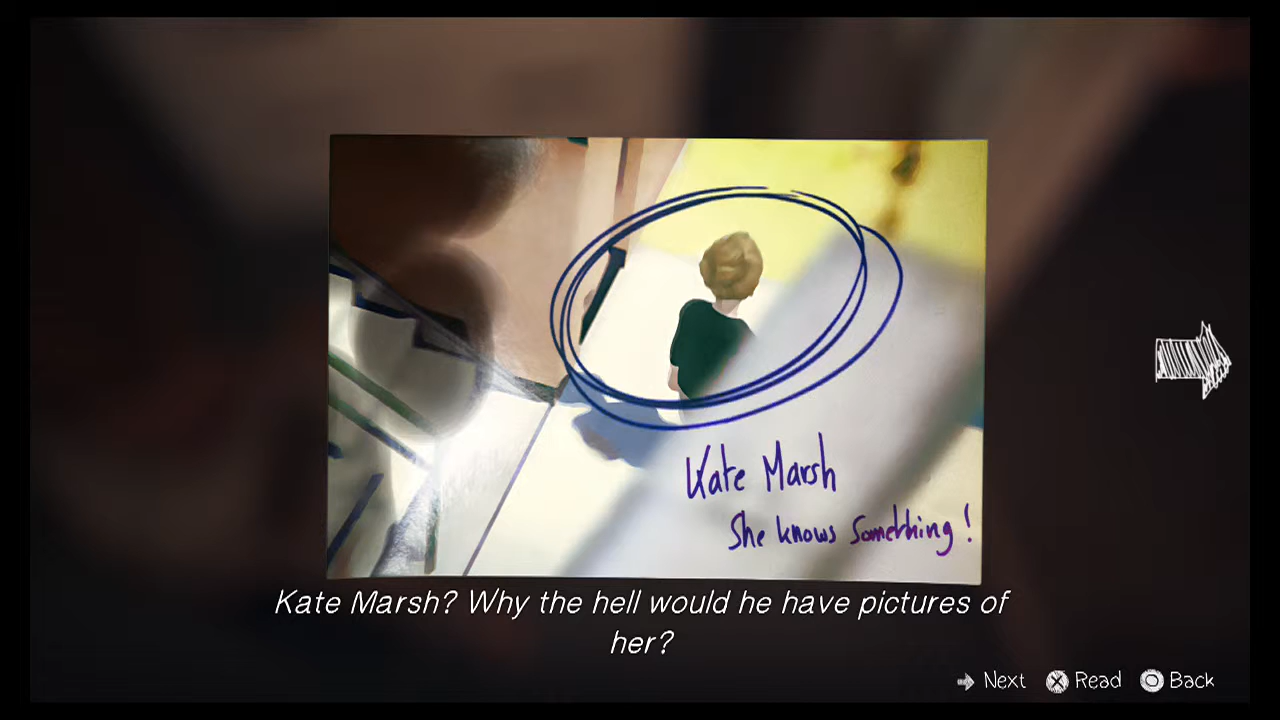 Kate Marsh
She knows Something!
Kate Marsh? Why the hell would he have pictures of
her?
Next Read Back